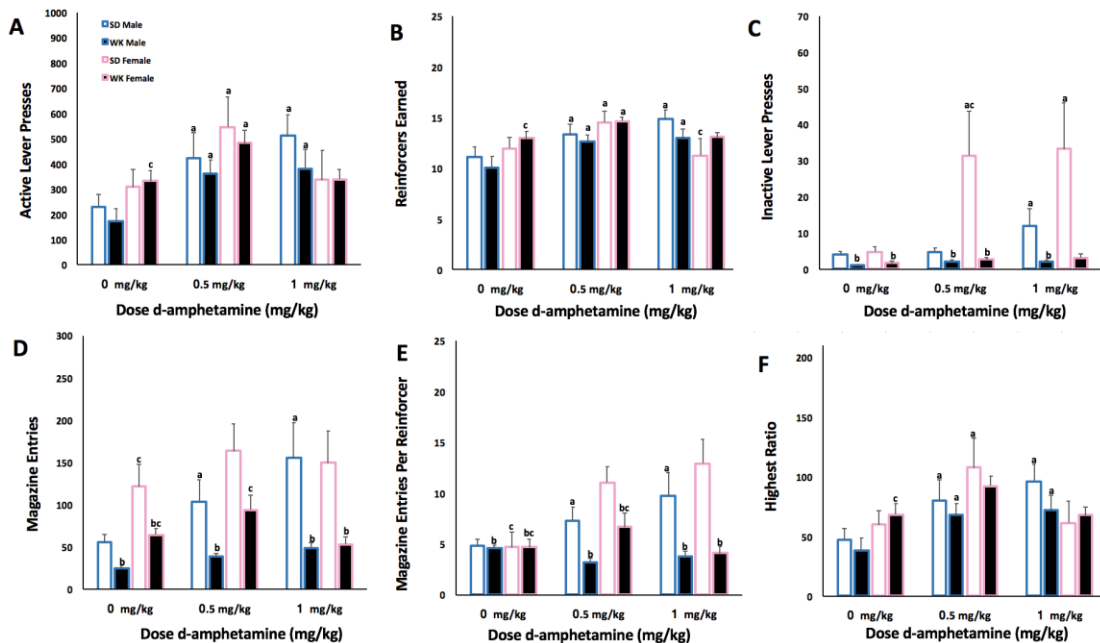 A
Active Lever Presses
1000
900
800
700
600
500
400
300
200
100
0
SD Male
WK Male
SD Female
WK Female
c
a
a
a
a
a
a
0 mg/kg
0.5 mg/kg
1 mg/kg
Dose d-amphetamine (mg/kg)
B
Reinforcers Earned
25
20
15
10
5
0
c
a
a
a
a
a
a
c
0 mg/kg
0.5 mg/kg
1 mg/kg
Dose d-amphetamine (mg/kg)
C
Inactive Lever Presses
70
60
50
40
30
20
10
0
b
b
b
ac
b
a
b
a
0 mg/kg
0.5 mg/kg
1 mg/kg
Dose d-amphetamine (mg/kg)
D
Magazine Entries
300
250
200
150
100
50
0
b
c
bc
a
b
c
a
b
b
0 mg/kg
0.5 mg/kg
1 mg/kg
Dose d-amphetamine (mg/kg)
E
Magazine Entries Per Reinforcer
25
20
15
10
5
0
b
c
bc
a
b
bc
a
b
b
0 mg/kg
0.5 mg/kg
1 mg/kg
Dose d-amphetamine (mg/kg)
F
Highest Ratio
200
150
100
50
0
c
a
a
a
a
a
0 mg/kg
0.5 mg/kg
1 mg/kg
Dose d-amphetamine (mg/kg)